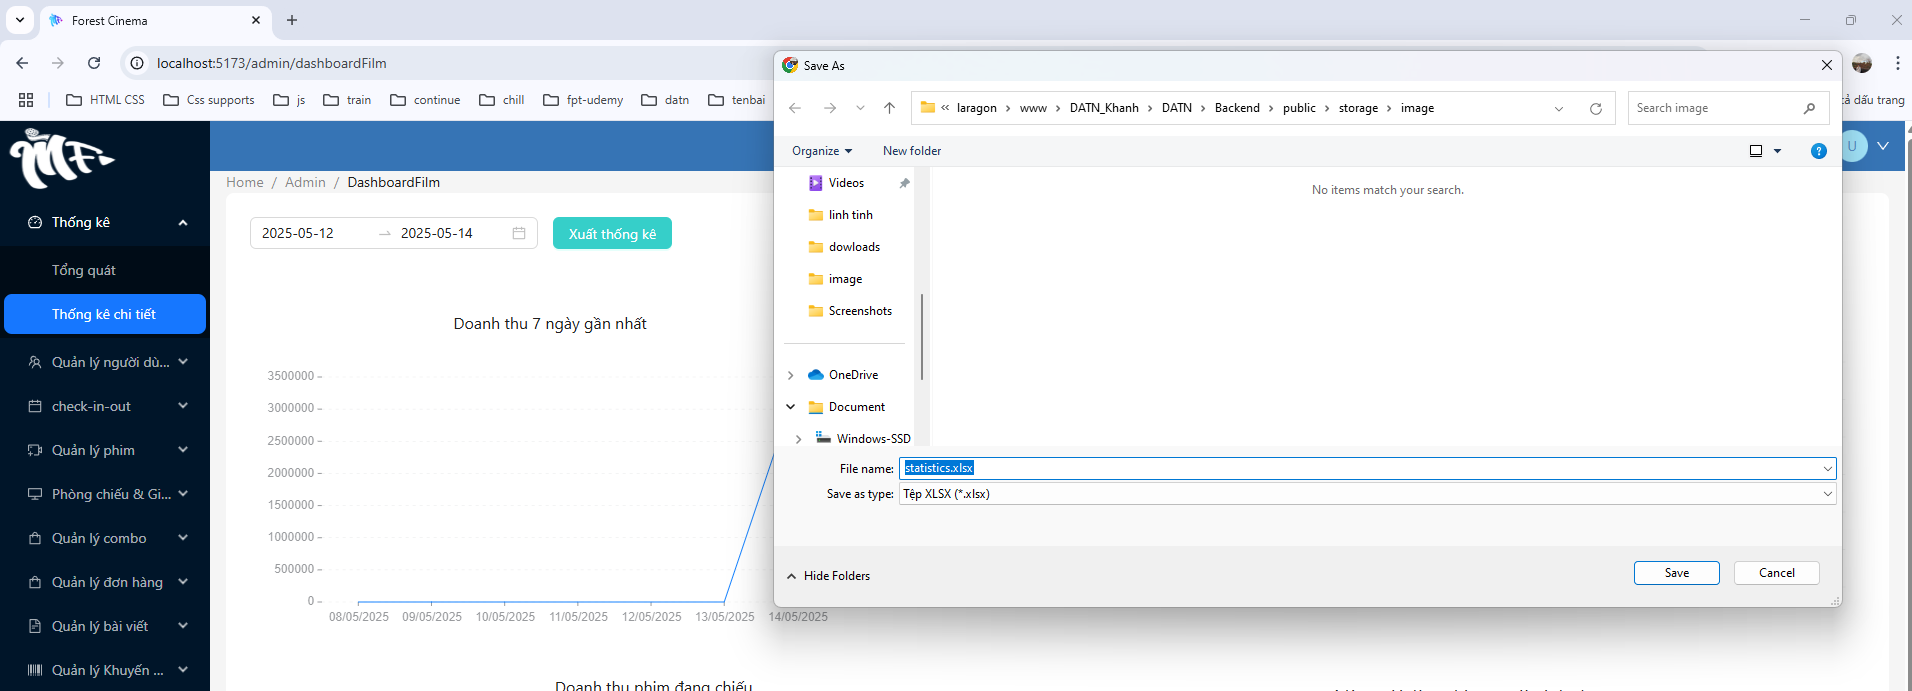 Forest Cinema
localhost:5173/admin/dashboardFilm
HTML CSS
Css supports
js
train
continue
chill
fpt-udemy
datn
tenbai
cả dấu trang
MF
Thống kê
Tổng quát
Thống kê chi tiết
Quản lý người dù...
check-in-out
Quản lý phim
Phòng chiếu & Gi...
Quản lý combo
Quản lý đơn hàng
Quản lý bài viết
Quản lý Khuyến ...
U
Home / Admin / DashboardFilm
2025-05-12 → 2025-05-14
Xuất thống kê
Doanh thu 7 ngày gần nhất
3500000
3000000
2500000
2000000
1500000
1000000
500000
0
08/05/2025 09/05/2025 10/05/2025 11/05/2025 12/05/2025 13/05/2025 14/05/2025
Doanh thu phim đang chiếu
Save As
« laragon › www › DATN_Khanh › DATN › Backend › public › storage › image
Search image
Organize
New folder
?
Videos
linh tinh
dowloads
image
Screenshots
OneDrive
Document
Windows-SSD
No items match your search.
File name: statistics.xlsx
Save as type: Tệp XLSX (*.xlsx)
Hide Folders
Save
Cancel